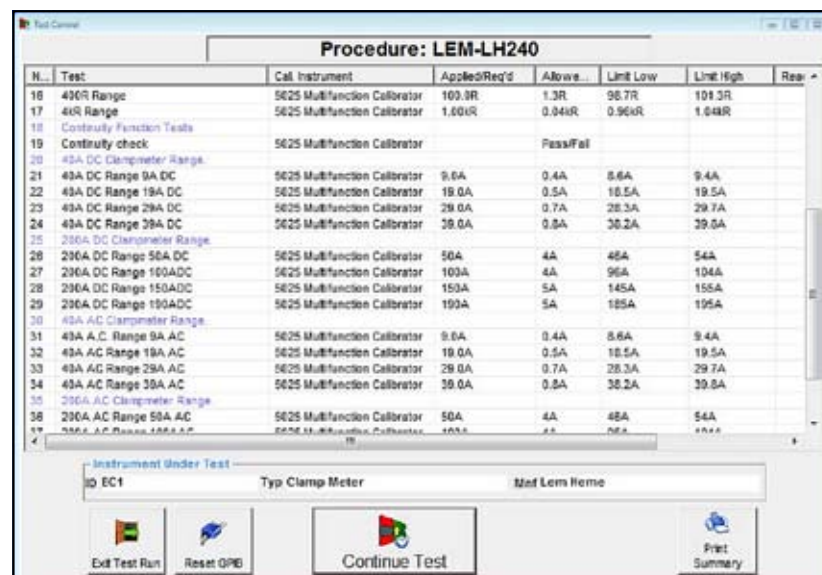 Test Control
Procedure: LEM-LH240
N... Test Cal. Instrument Applied/Req'd Allowe... Limit Low Limit High Rea
16 400R Range 5025 Multifunction Calibrator 100.0R 1.3R 98.7R 101.3R
17 4kR Range 5025 Multifunction Calibrator 1.00kR 0.04kR 0.96kR 1.04kR
18 Continuity Function Tests
19 Continuity check 5025 Multifunction Calibrator Pass/Fail
20 40A DC Clampmeter Range.
21 40A DC Range 9A DC 5025 Multifunction Calibrator 9.0A 0.4A 8.6A 9.4A
22 40A DC Range 19A DC 5025 Multifunction Calibrator 19.0A 0.5A 18.5A 19.5A
23 40A DC Range 29A DC 5025 Multifunction Calibrator 29.0A 0.7A 28.3A 29.7A
24 40A DC Range 39A DC 5025 Multifunction Calibrator 39.0A 0.8A 38.2A 39.8A
25 200A DC Clampmeter Range.
26 200A DC Range 50A DC 5025 Multifunction Calibrator 50A 4A 46A 54A
27 200A DC Range 100ADC 5025 Multifunction Calibrator 100A 4A 96A 104A
28 200A DC Range 150ADC 5025 Multifunction Calibrator 150A 5A 145A 155A
29 200A DC Range 190ADC 5025 Multifunction Calibrator 190A 5A 185A 195A
30 40A AC Clampmeter Range.
31 40A A.C. Range 9A AC 5025 Multifunction Calibrator 9.0A 0.4A 8.6A 9.4A
32 40A AC Range 19A AC 5025 Multifunction Calibrator 19.0A 0.5A 18.5A 19.5A
33 40A AC Range 29A AC 5025 Multifunction Calibrator 29.0A 0.7A 28.3A 29.7A
34 40A AC Range 39A AC 5025 Multifunction Calibrator 39.0A 0.8A 38.2A 39.8A
35 200A AC Clampmeter Range
36 200A AC Range 50A AC 5025 Multifunction Calibrator 50A 4A 46A 54A
Instrument Under Test
ID EC1 Typ Clamp Meter Mnf Lem Heme
Exit Test Run
Reset GPIB
Continue Test
Print
Summary